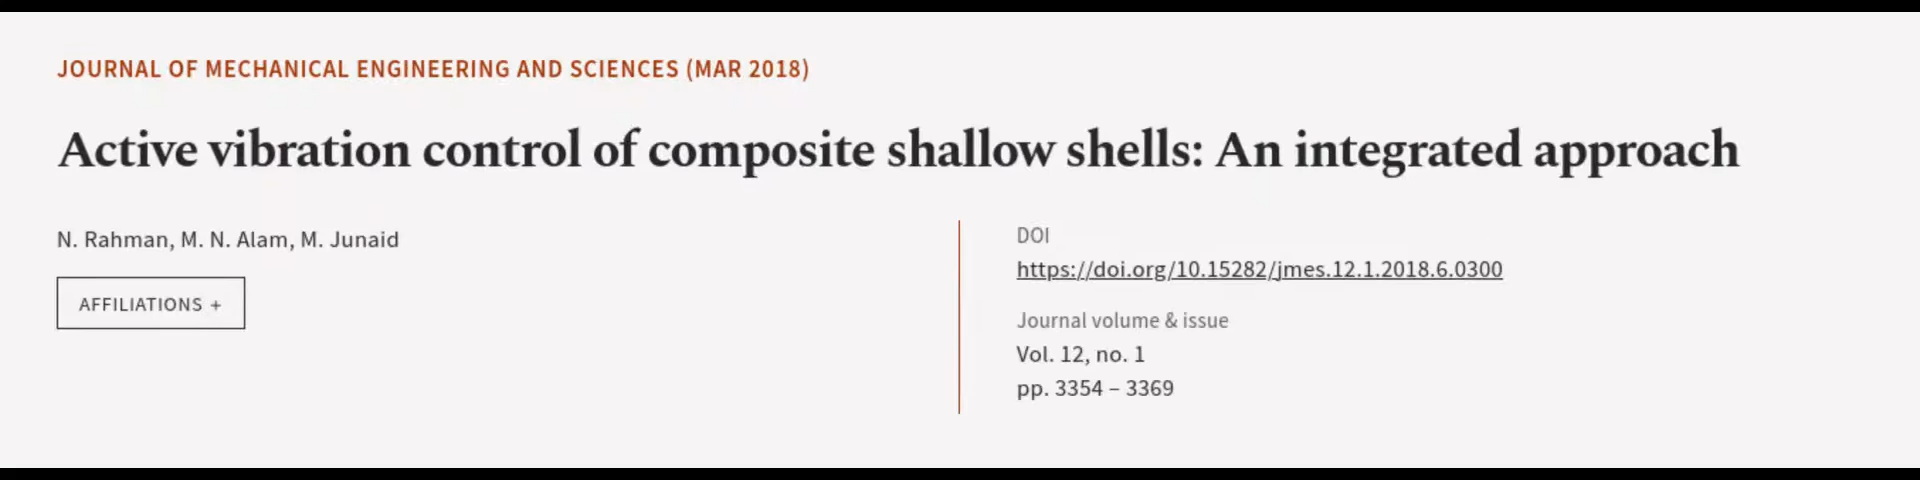 JOURNAL OF MECHANICAL ENGINEERING AND SCIENCES (MAR 2018)
Active vibration control of composite shallow shells: An integrated approach
N. Rahman, M. N. Alam, M. Junaid
AFFILIATIONS +
DOI
https://doi.org/10.15282/jmes.12.1.2018.6.0300
Journal volume & issue
Vol. 12, no. 1
pp. 3354 – 3369